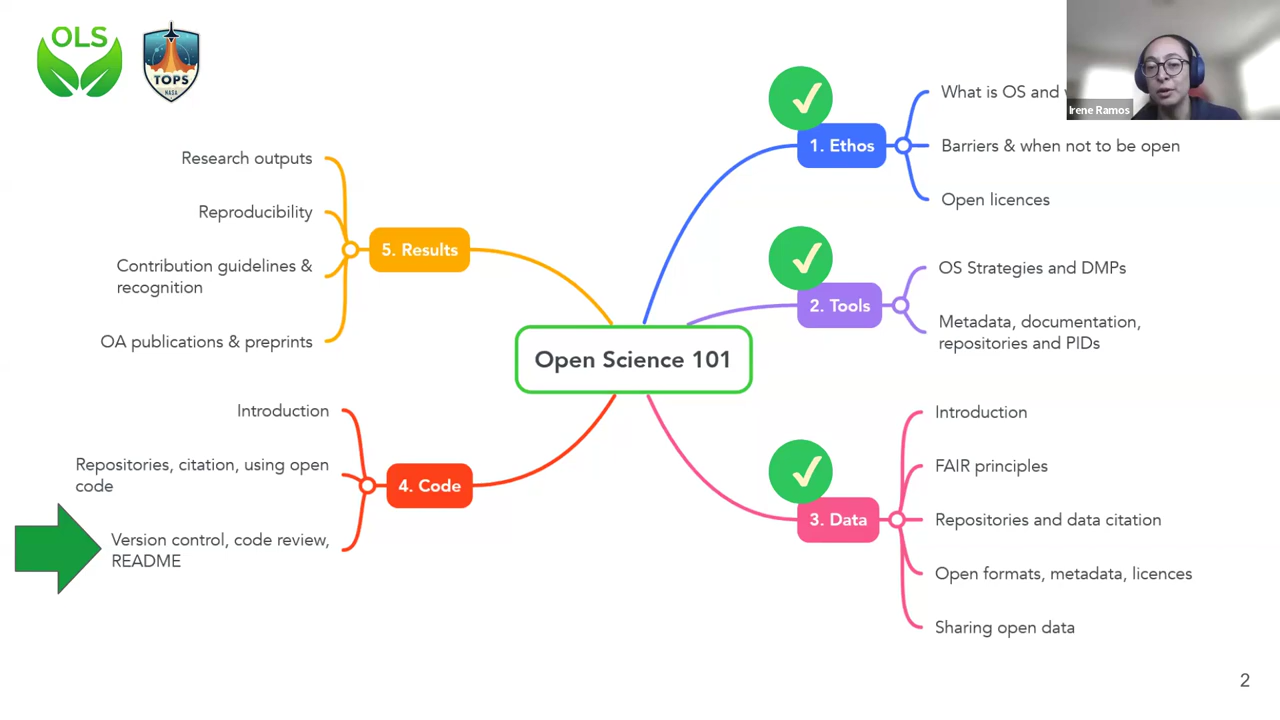 OLS
TOPS
NASA
Irene Ramos
Open Science 101
1. Ethos
What is OS and
Barriers & when not to be open
Open licences
2. Tools
OS Strategies and DMPs
Metadata, documentation,
repositories and PIDs
3. Data
Introduction
FAIR principles
Repositories and data citation
Open formats, metadata, licences
Sharing open data
4. Code
Introduction
Repositories, citation, using open
code
Version control, code review,
README
5. Results
Research outputs
Reproducibility
Contribution guidelines &
recognition
OA publications & preprints
2